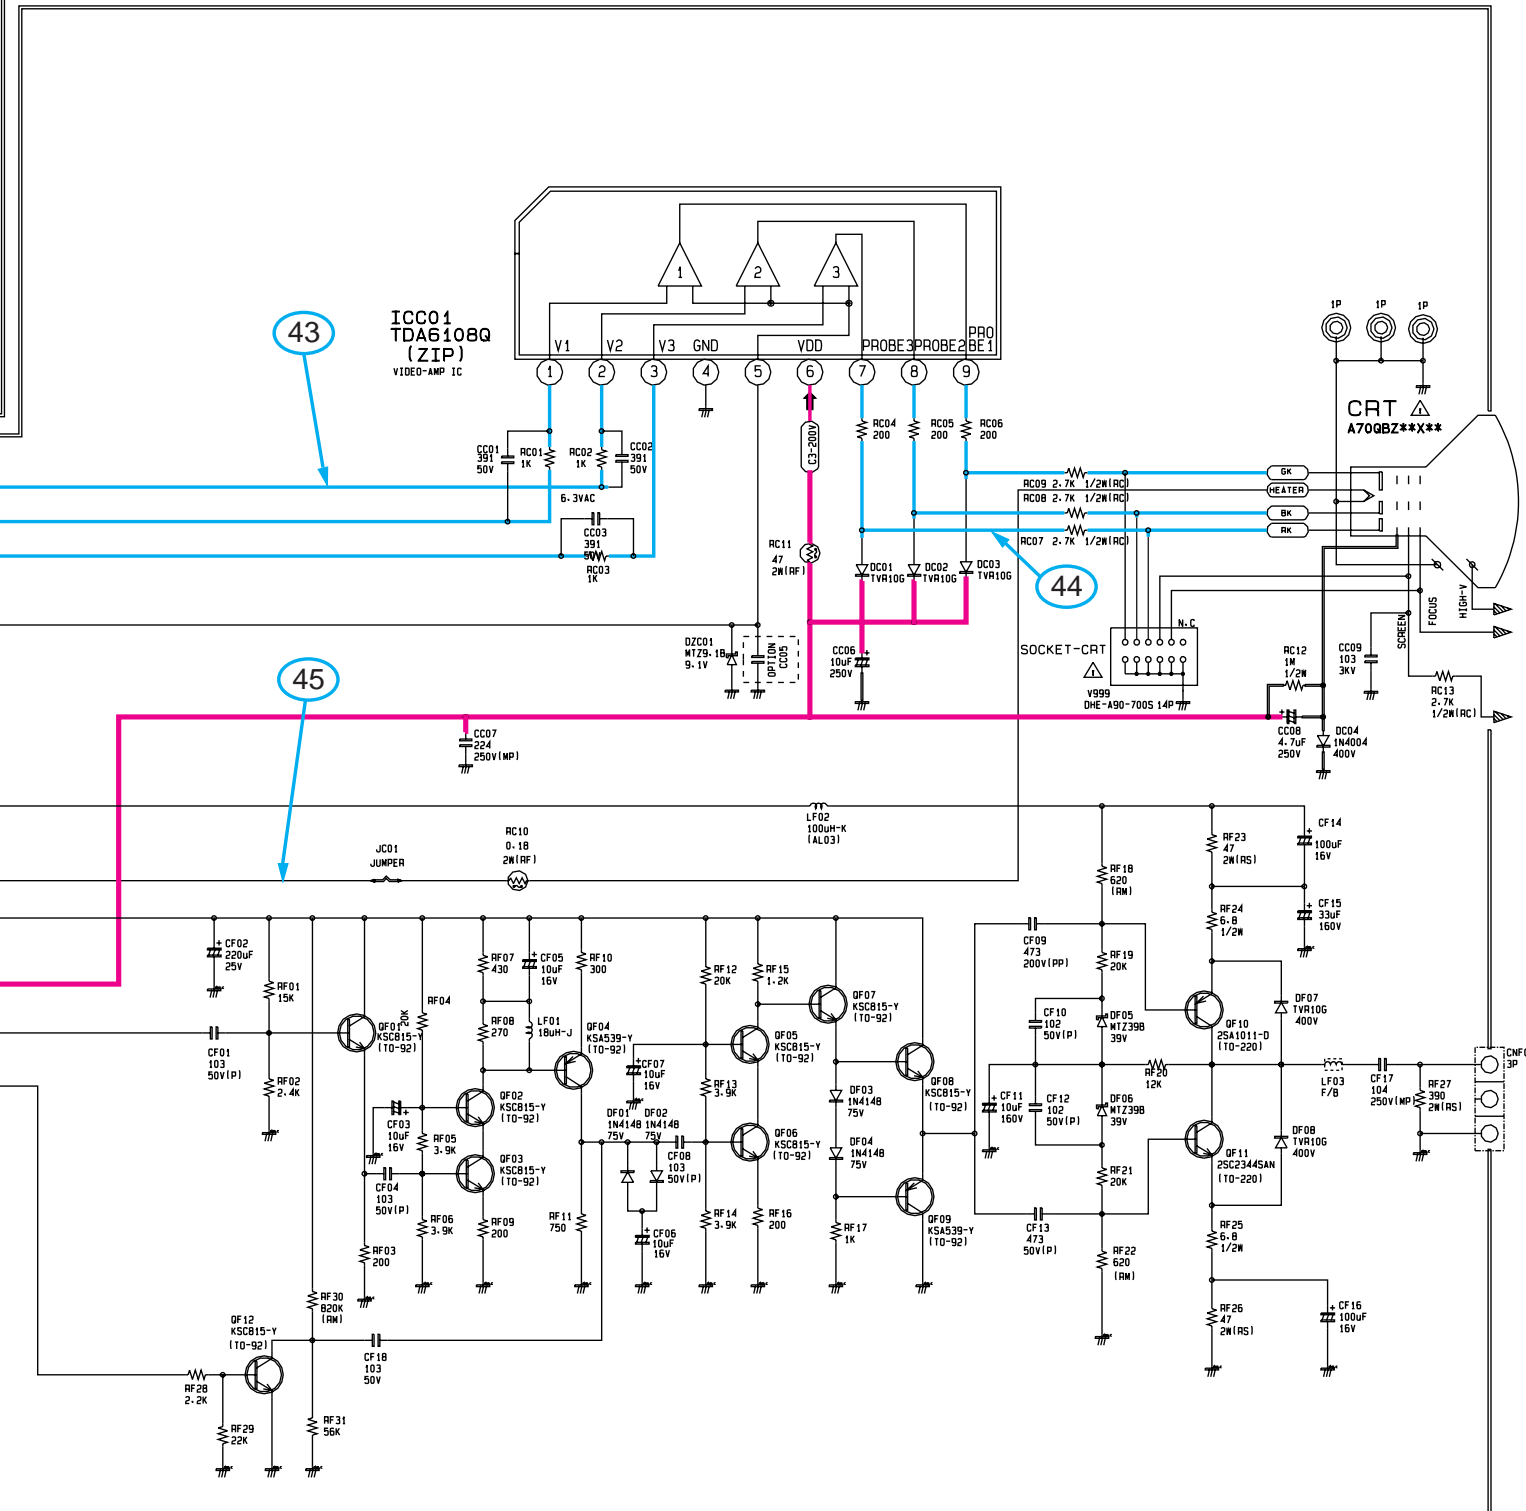 43
ICC01
TDA6108Q
(ZIP)
VIDEO-AMP IC
1
2
3
V1
V2
V3
GND
VDD
PROBE3
PROBE2
PRO
BE1
1
2
3
4
5
6
7
8
9
1P
1P
1P
CRT
A70QBZ**X**
CC01
391
50V
RC01
1K
RC02
1K
CC02
391
50V
C3-200V
RC04
200
RC05
200
RC06
200
6.3VAC
CC03
391
50V
RC03
1K
RC09 2.7K 1/2W(RC)
RC08 2.7K 1/2W(RC)
RC07 2.7K 1/2W(RC)
GK
HEATER
BK
RK
RC11
47
2W(RF)
DC01
TVR10G
DC02
TVR10G
DC03
TVR10G
44
FOCUS
HIGH-V
SCREEN
N.C
SOCKET-CRT
V999
DHE-A90-700S 14P
DZC01
MTZ9.1B
9.1V
OPTION
CC05
CC06
10uF
250V
RC12
1M
1/2W
CC09
103
3KV
RC13
2.7K
1/2W(RC)
45
CC07
224
250V(MP)
CC08
4.7uF
250V
DC04
1N4004
400V
LF02
100uH-K
(AL03)
JC01
JUMPER
RC10
0.18
2W(RF)
RF18
620
(RM)
RF23
47
2W(RS)
CF14
100uF
16V
RF24
6.8
1/2W
CF15
33uF
160V
CF02
220uF
25V
RF01
15K
RF04
20K
RF07
430
CF05
10uF
16V
RF10
300
RF12
20K
RF15
1.2K
CF09
473
200V(PP)
RF19
20K
CF01
103
50V(P)
RF02
2.4K
QF01
KSC815-Y
(TO-92)
RF08
270
LF01
18uH-J
QF04
KSA539-Y
(TO-92)
QF05
KSC815-Y
(TO-92)
QF07
KSC815-Y
(TO-92)
CF10
102
50V(P)
DF05
MTZ39B
39V
QF10
2SA1011-D
(TO-220)
DF07
TVR10G
400V
CF03
10uF
16V
RF05
3.9K
QF02
KSC815-Y
(TO-92)
CF07
10uF
16V
RF13
3.9K
DF03
1N4148
75V
QF08
KSC815-Y
(TO-92)
CF11
10uF
160V
CF12
102
50V(P)
DF06
MTZ39B
39V
RF20
12K
LF03
F/B
CF17
104
250V(MP)
RF27
390
2W(RS)
3P
DF01
1N4148
75V
DF02
1N4148
75V
CF08
103
50V(P)
QF06
KSC815-Y
(TO-92)
DF04
1N4148
75V
QF11
2SC2344SAN
(TO-220)
DF08
TVR10G
400V
CF04
103
50V(P)
QF03
KSC815-Y
(TO-92)
RF21
20K
RF03
200
RF06
3.9K
RF09
200
RF11
750
CF06
10uF
16V
RF14
3.9K
RF16
200
RF17
1K
QF09
KSA539-Y
(TO-92)
CF13
473
50V(P)
RF22
620
(RM)
RF25
6.8
1/2W
RF26
47
2W(RS)
CF16
100uF
16V
QF12
KSC815-Y
(TO-92)
RF30
820K
(RM)
CF18
103
50V
RF28
2.2K
RF29
22K
RF31
56K